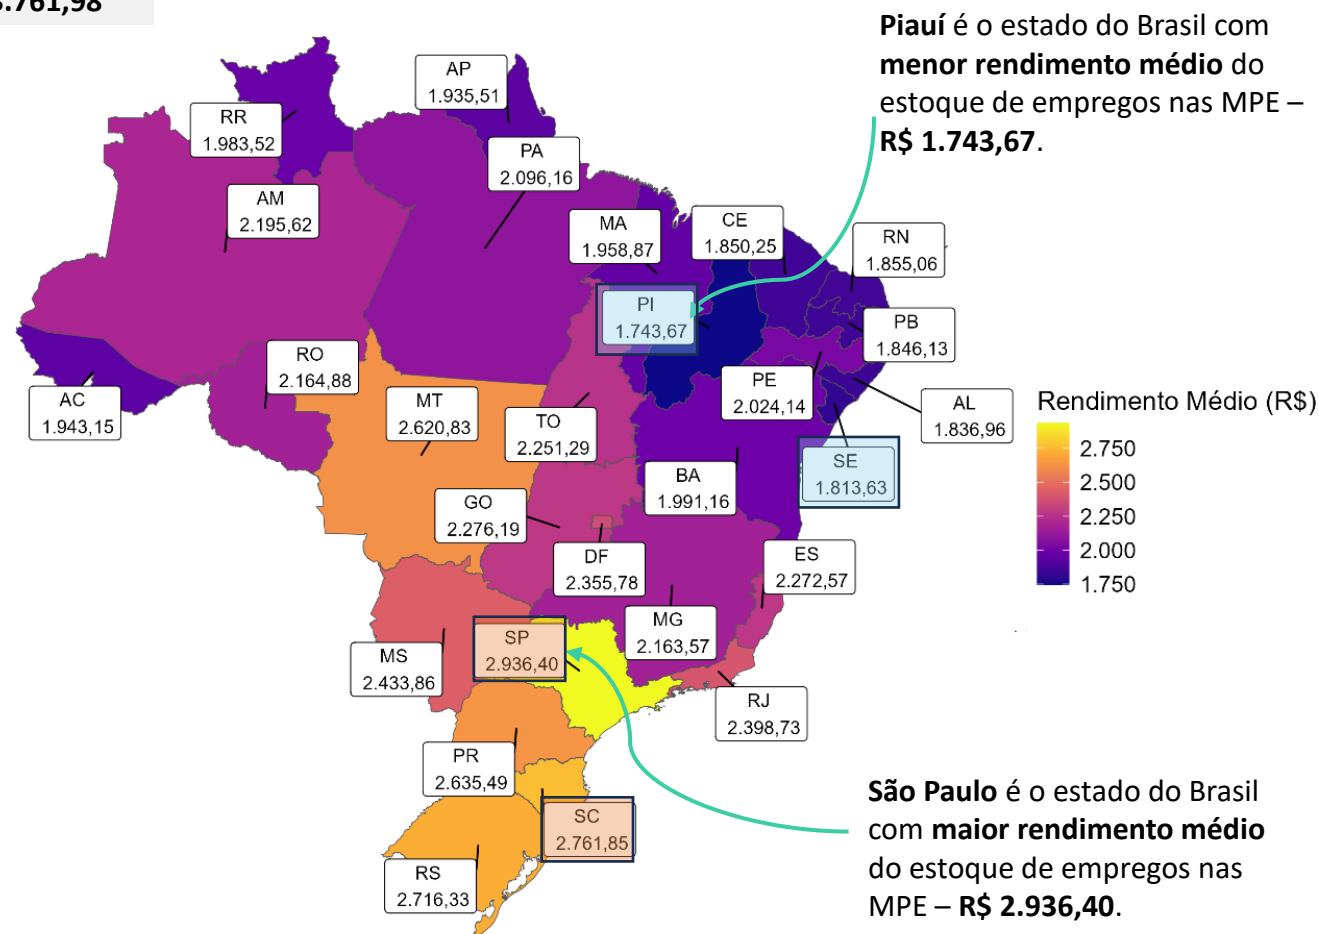 Piauí é o estado do Brasil com
menor rendimento médio do
estoque de empregos nas MPE –
R$ 1.743,67.
AP
1.935,51
RR
1.983,52
PA
2.096,16
AM
2.195,62
MA
1.958,87
CE
1.850,25
RN
1.855,06
PI
1.743,67
PB
1.846,13
RO
2.164,88
AC
1.943,15
MT
2.620,83
TO
2.251,29
PE
2.024,14
AL
1.836,96
SE
1.813,63
BA
1.991,16
GO
2.276,19
DF
2.355,78
ES
2.272,57
MG
2.163,57
SP
2.936,40
MS
2.433,86
RJ
2.398,73
PR
2.635,49
SC
2.761,85
RS
2.716,33
Rendimento Médio (R$)
2.750
2.500
2.250
2.000
1.750
São Paulo é o estado do Brasil
com maior rendimento médio
do estoque de empregos nas
MPE – R$ 2.936,40.